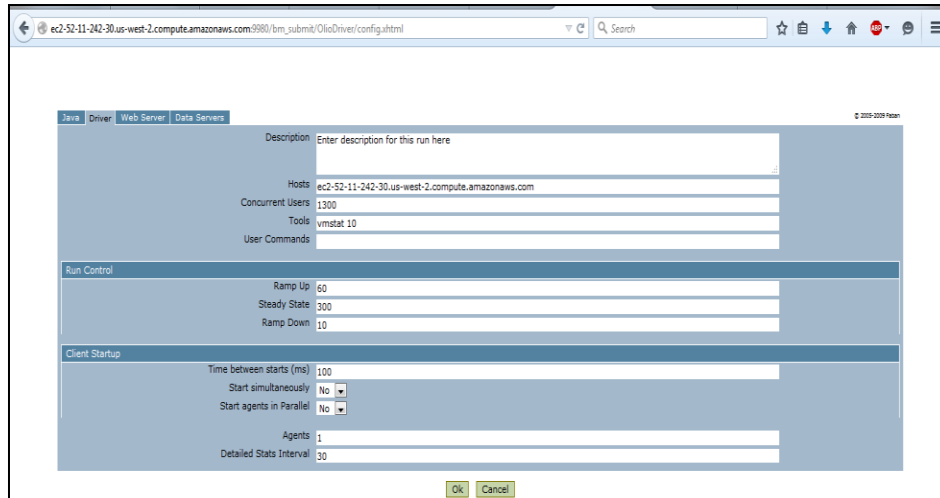 ec2-52-11-242-30.us-west-2.compute.amazonaws.com:9980/bm_submit/OlioDriver/config.xhtml
Search
ABP
Java Driver Web Server Data Servers
© 2005-2009 Faban
Description Enter description for this run here
Hosts ec2-52-11-242-30.us-west-2.compute.amazonaws.com
Concurrent Users 1300
Tools vmstat 10
User Commands
Run Control
Ramp Up 60
Steady State 300
Ramp Down 10
Client Startup
Time between starts (ms) 100
Start simultaneously No
Start agents in Parallel No
Agents 1
Detailed Stats Interval 30
Ok Cancel